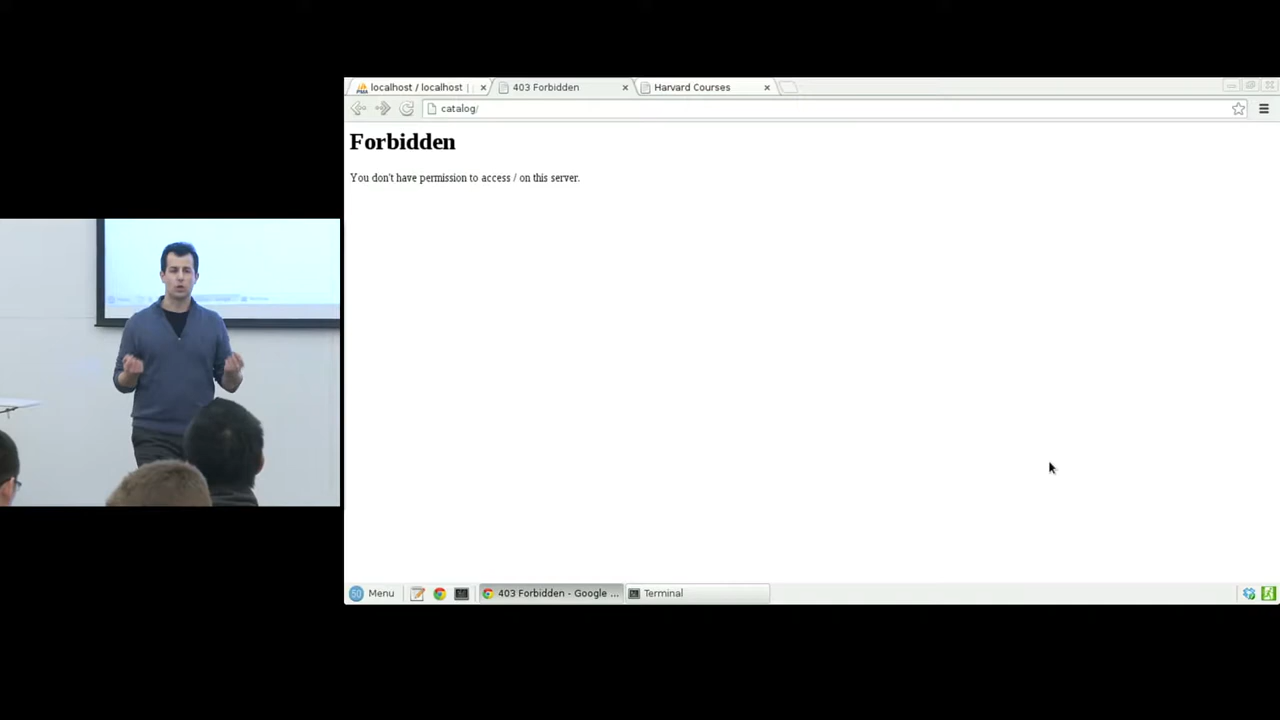 localhost / localhost |
403 Forbidden
Harvard Courses
catalog/
Forbidden
You don't have permission to access / on this server.
50 Menu
403 Forbidden - Google ...
Terminal